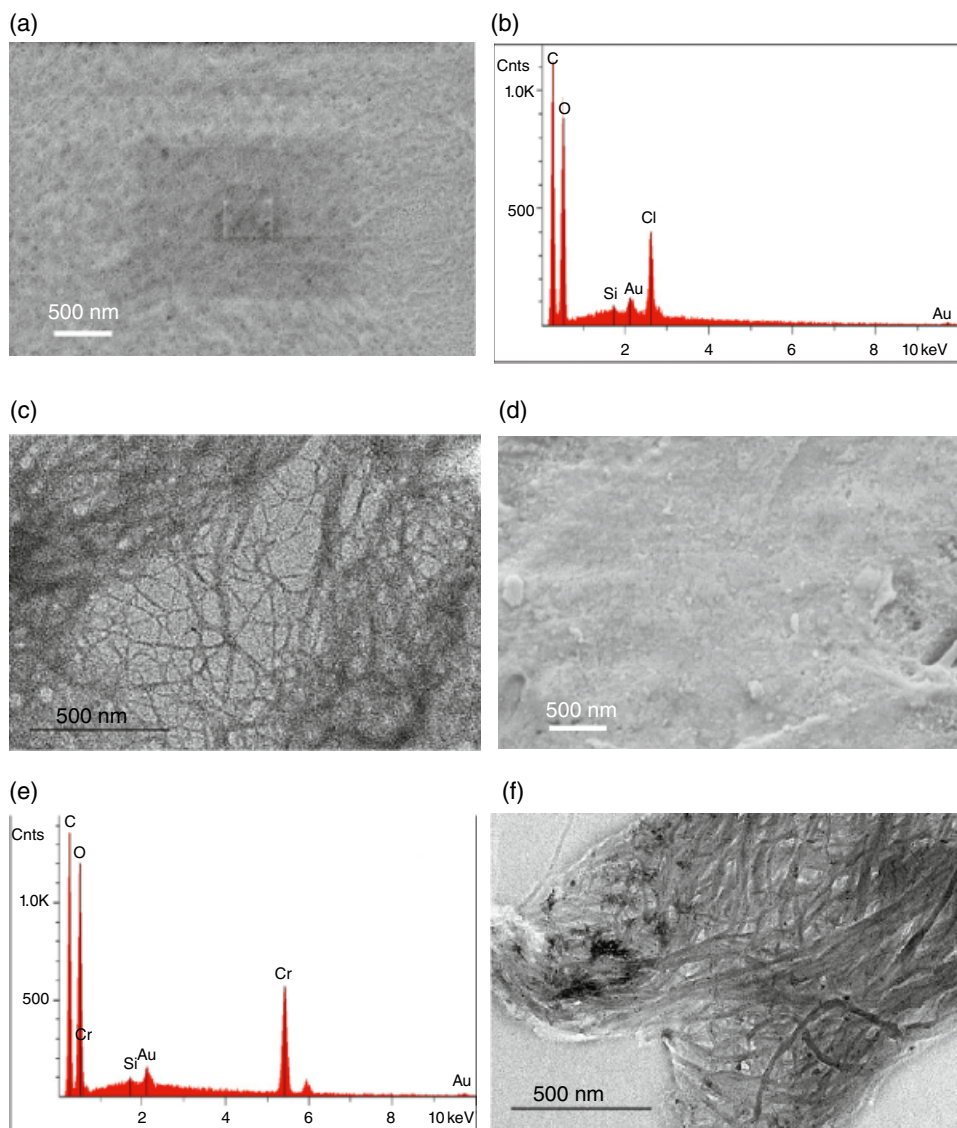 (a)
500 nm
(b)
Cnts
C
1.0K
O
500
Cl
Si
Au
Au
2
4
6
8
10 keV
(c)
500 nm
(d)
500 nm
(e)
Cnts
C
O
1.0K
Cr
500
Cr
Si
Au
Au
2
4
6
8
10 keV
(f)
500 nm